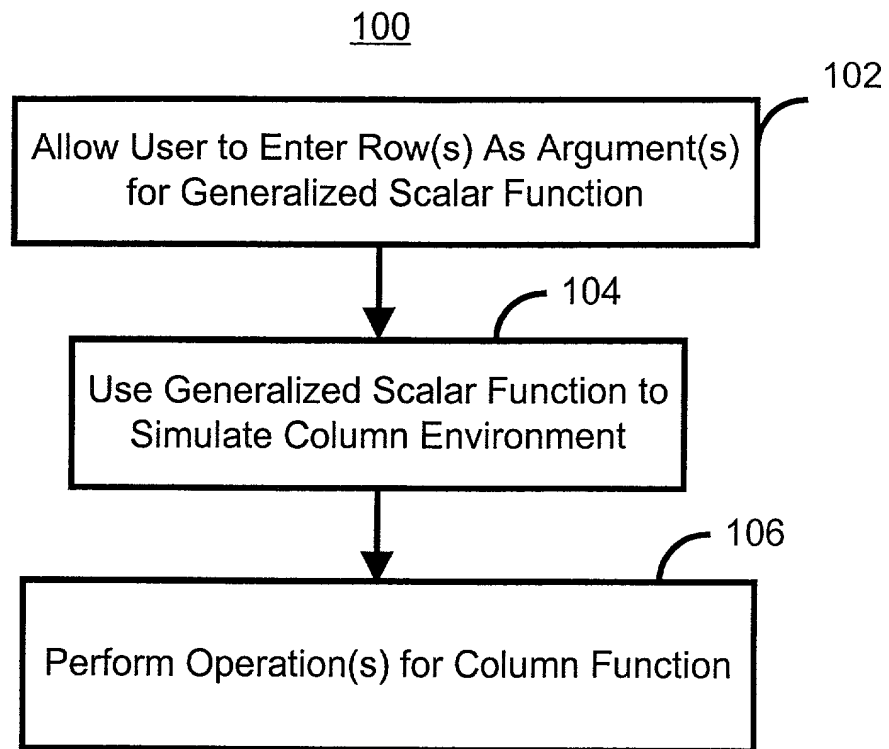 100
102
Allow User to Enter Row(s) As Argument(s)
for Generalized Scalar Function
104
Use Generalized Scalar Function to
Simulate Column Environment
106
Perform Operation(s) for Column Function